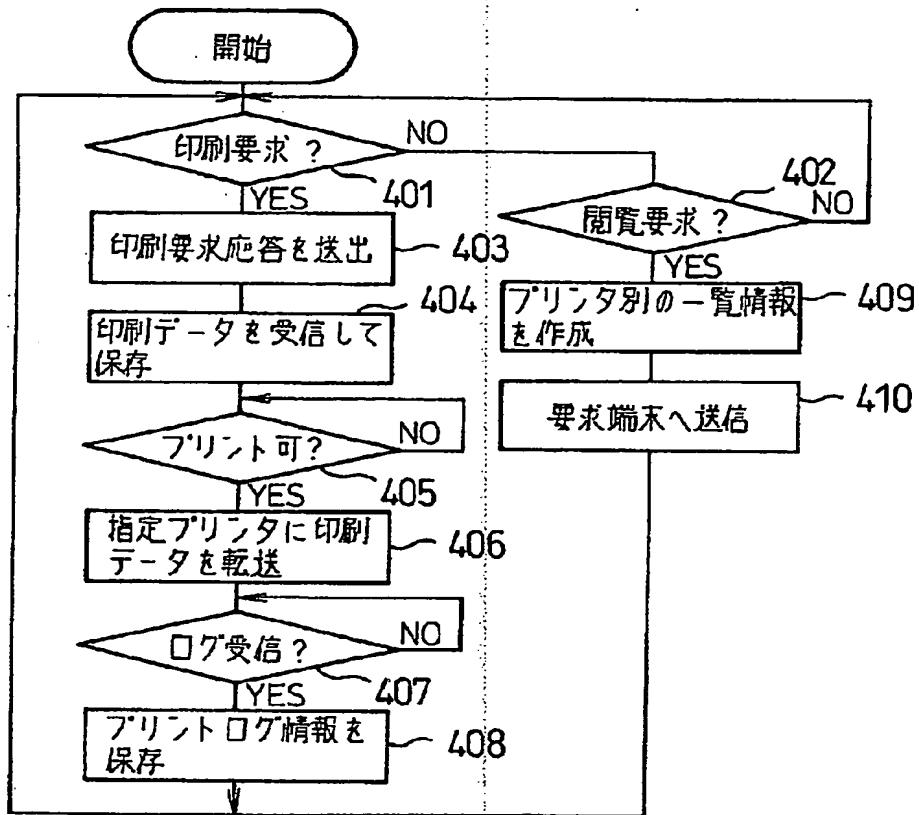 開始
印刷要求?
NO
401
YES
402
閲覧要求?
NO
YES
印刷要求応答を送出
403
プリンタ別の一覧情報
を作成
409
404
印刷データを受信して
保存
要求端末へ送信
410
プリント可?
NO
405
YES
指定プリンタに印刷
データを転送
406
ログ受信?
NO
407
YES
プリントログ情報を
保存
408